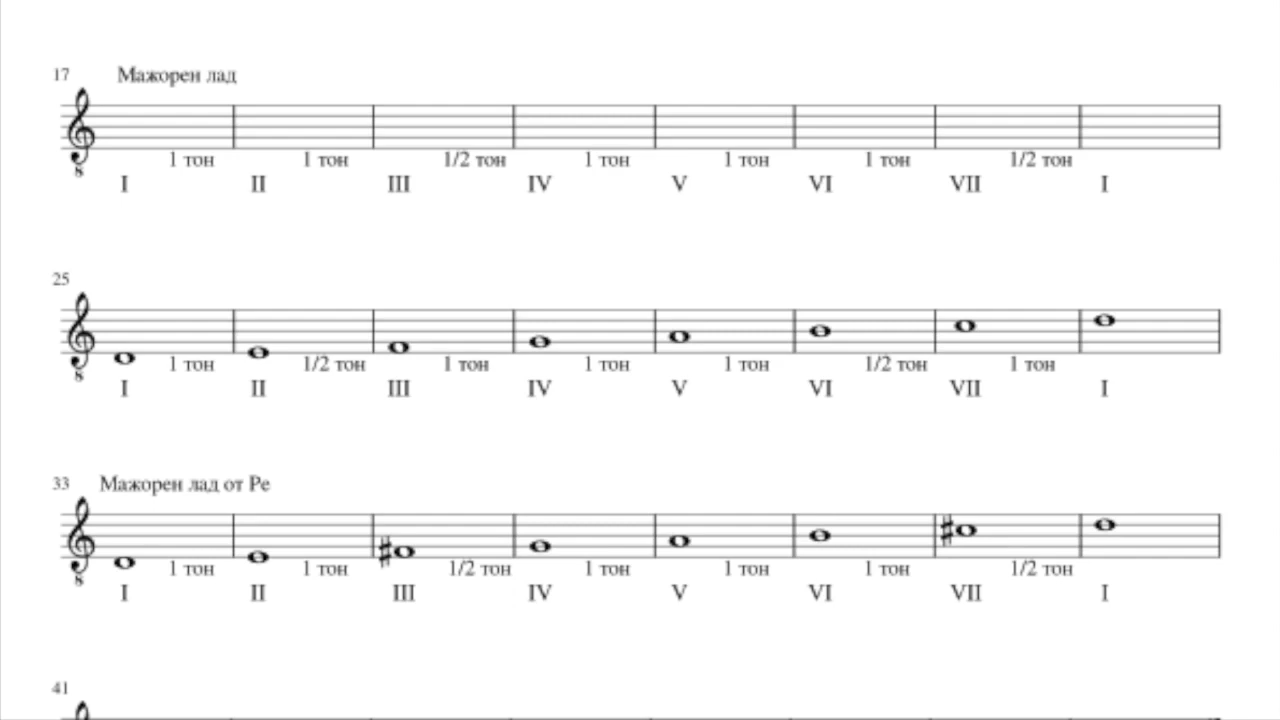 17 Мажорен лад
1 тон 1 тон 1/2 тон 1 тон 1 тон 1 тон 1/2 тон
I II III IV V VI VII I
25
1 тон 1/2 тон 1 тон 1 тон 1 тон 1/2 тон 1 тон
I II III IV V VI VII I
33 Мажорен лад от Ре
1 тон 1 тон 1/2 тон 1 тон 1 тон 1 тон 1/2 тон
I II III IV V VI VII I
41